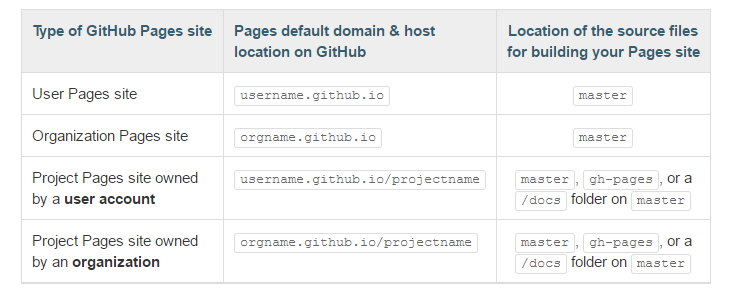 Type of GitHub Pages site
Pages default domain & host
location on GitHub
Location of the source files
for building your Pages site
User Pages site
username.github.io
master
Organization Pages site
orgname.github.io
master
Project Pages site owned
by a user account
username.github.io/projectname
master, gh-pages, or a
/docs folder on master
Project Pages site owned
by an organization
orgname.github.io/projectname
master, gh-pages, or a
/docs folder on master